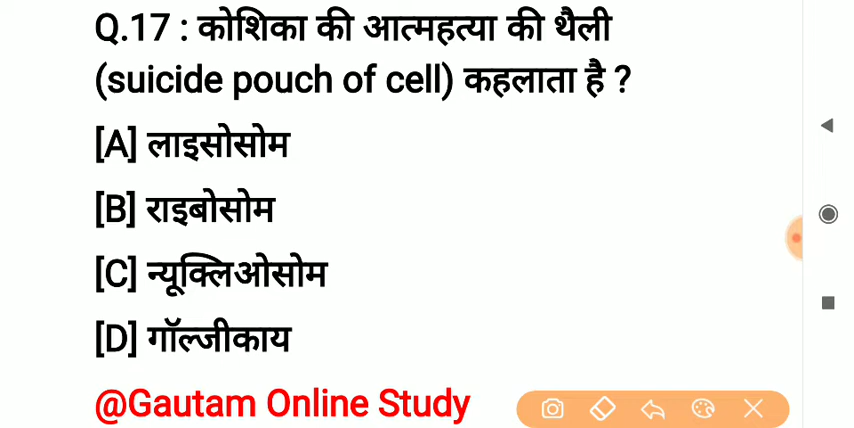 Q.17 : कोशिका की आत्महत्या की थैली
(suicide pouch of cell) कहलाता है ?
[A] लाइसोसोम
[B] राइबोसोम
[C] न्यूक्लिओसोम
[D] गॉल्जीकाय
@Gautam Online Study